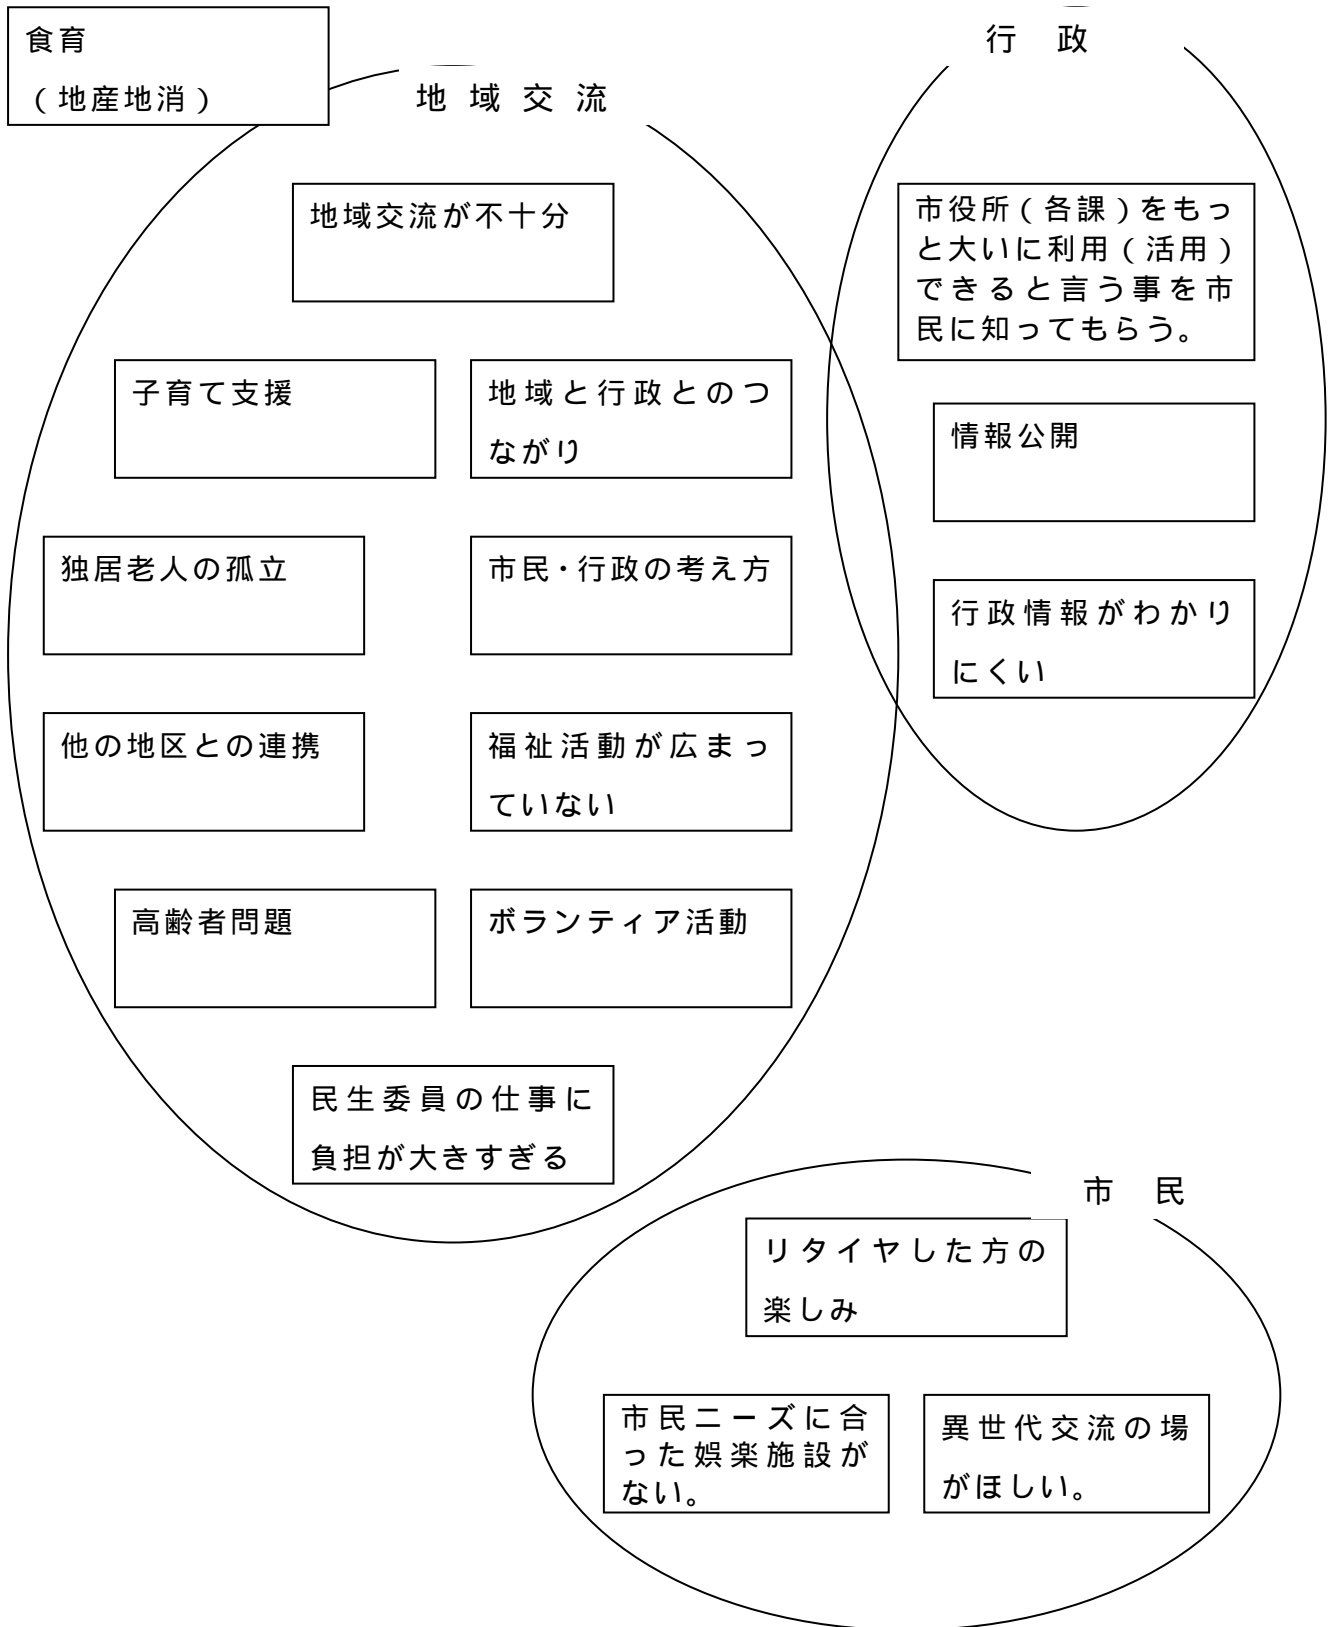 食育
(地産地消)
地域交流
地域交流が不十分
子育て支援
地域と行政とのつ
ながり
独居老人の孤立
市民・行政の考え方
他の地区との連携
福祉活動が広まっ
ていない
高齢者問題
ボランティア活動
民生委員の仕事に
負担が大きすぎる
行 政
市役所(各課)をもっ
と大いに利用(活用)
できると言う事を市
民に知ってもらう。
情報公開
行政情報がわかり
にくい
市 民
リタイヤした方の
楽しみ
市民ニーズに合
った娯楽施設が
ない。
異世代交流の場
がほしい。